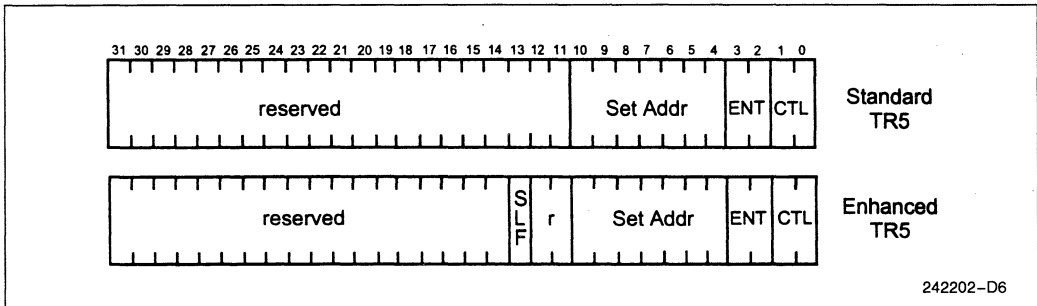 31 30 29 28 27 26 25 24 23 22 21 20 19 18 17 16 15 14 13 12 11 10 9 8 7 6 5 4 3 2 1 0
reserved Set Addr ENT CTL
Standard
TR5
reserved SLF r Set Addr ENT CTL
Enhanced
TR5
242202-D6